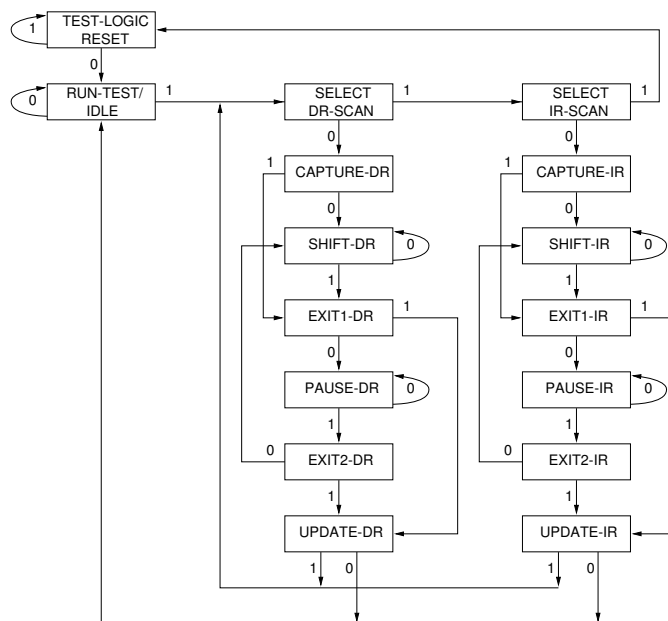 TEST-LOGIC
RESET
1
0
RUN-TEST/
IDLE
0
1
SELECT
DR-SCAN
1
SELECT
IR-SCAN
1
0
0
1
CAPTURE-DR
1
CAPTURE-IR
0
0
SHIFT-DR
0
SHIFT-IR
0
1
1
EXIT1-DR
1
EXIT1-IR
1
0
0
PAUSE-DR
0
PAUSE-IR
0
1
1
0
EXIT2-DR
0
EXIT2-IR
1
1
UPDATE-DR
UPDATE-IR
1
0
1
0